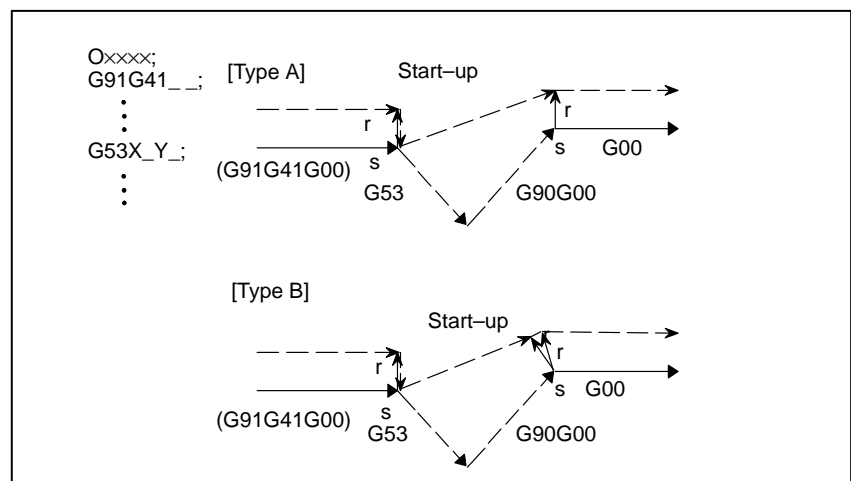 O××××;
G91G41_ _;
G53X_Y_;
[Type A]
Start–up
r
r
s
s
G00
(G91G41G00)
G53
G90G00
[Type B]
Start–up
r
r
s
s
G00
(G91G41G00)
G53
G90G00